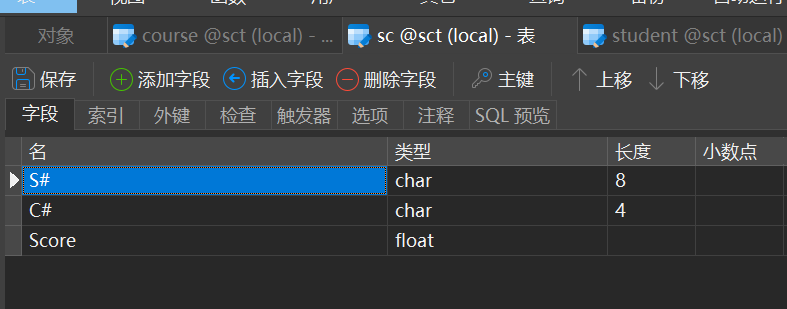 对象 course @sct (local) - ... sc @sct (local) - 表 student @sct (local)
保存 添加字段 插入字段 删除字段 主键 上移 下移
字段 索引 外键 检查 触发器 选项 注释 SQL 预览
名 类型 长度 小数点
S# char 8
C# char 4
Score float